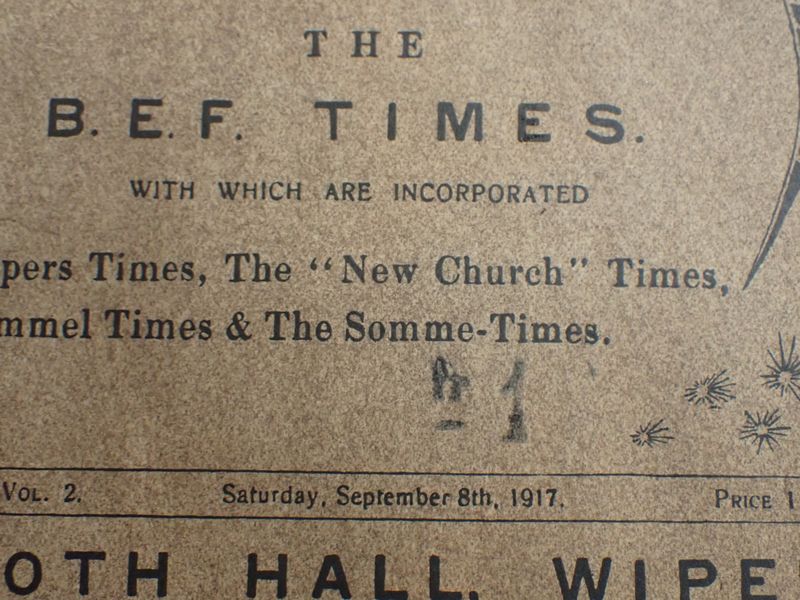 THE
B. E. F. TIMES.
WITH WHICH ARE INCORPORATED
pers Times, The "New Church" Times,
mmel Times & The Somme-Times.
1
VOL. 2. Saturday, September 8th, 1917. PRICE 1
OTH HALL, WIPE